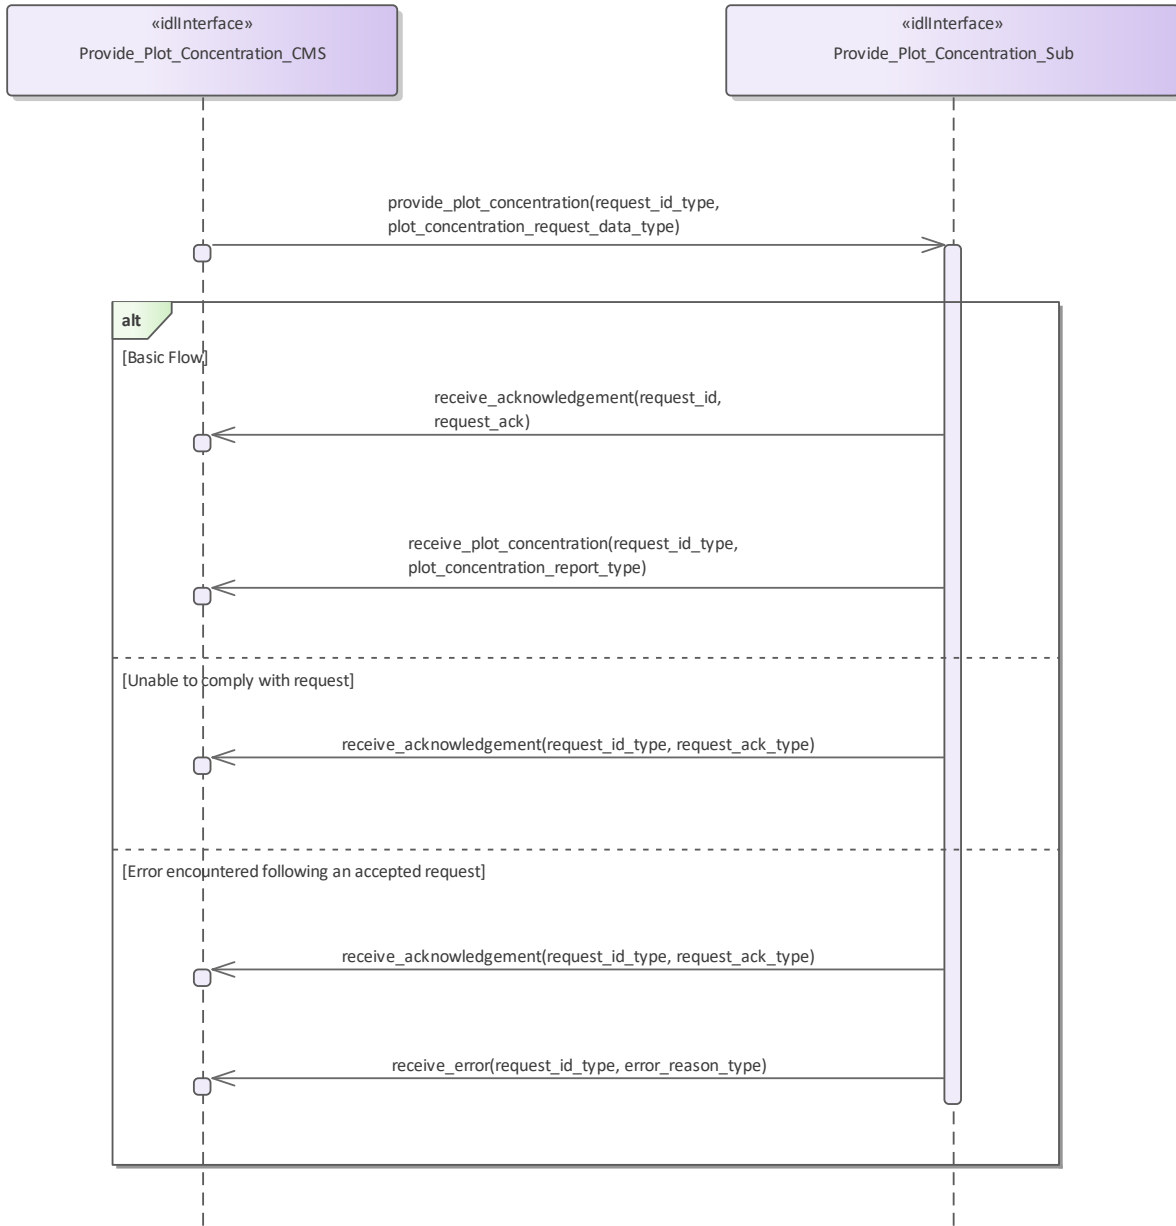 «idlInterface»
Provide_Plot_Concentration_CMS
«idlInterface»
Provide_Plot_Concentration_Sub
provide_plot_concentration(request_id_type,
plot_concentration_request_data_type)
alt
[Basic Flow]
receive_acknowledgement(request_id,
request_ack)
receive_plot_concentration(request_id_type,
plot_concentration_report_type)
[Unable to comply with request]
receive_acknowledgement(request_id_type, request_ack_type)
[Error encountered following an accepted request]
receive_acknowledgement(request_id_type, request_ack_type)
receive_error(request_id_type, error_reason_type)